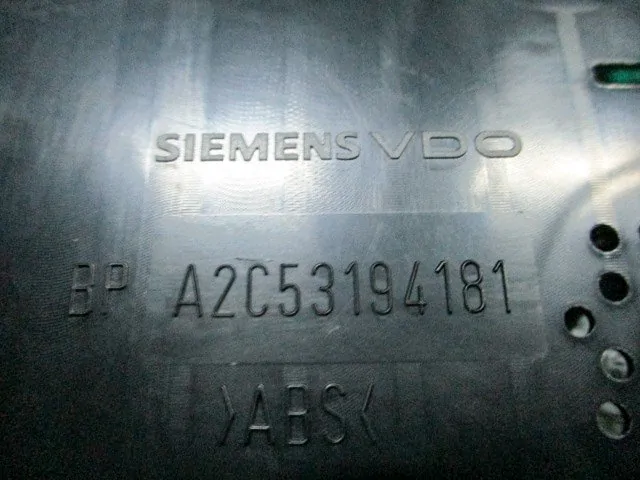 SIEMENS VDO
BP A2C53194181
>ABS<